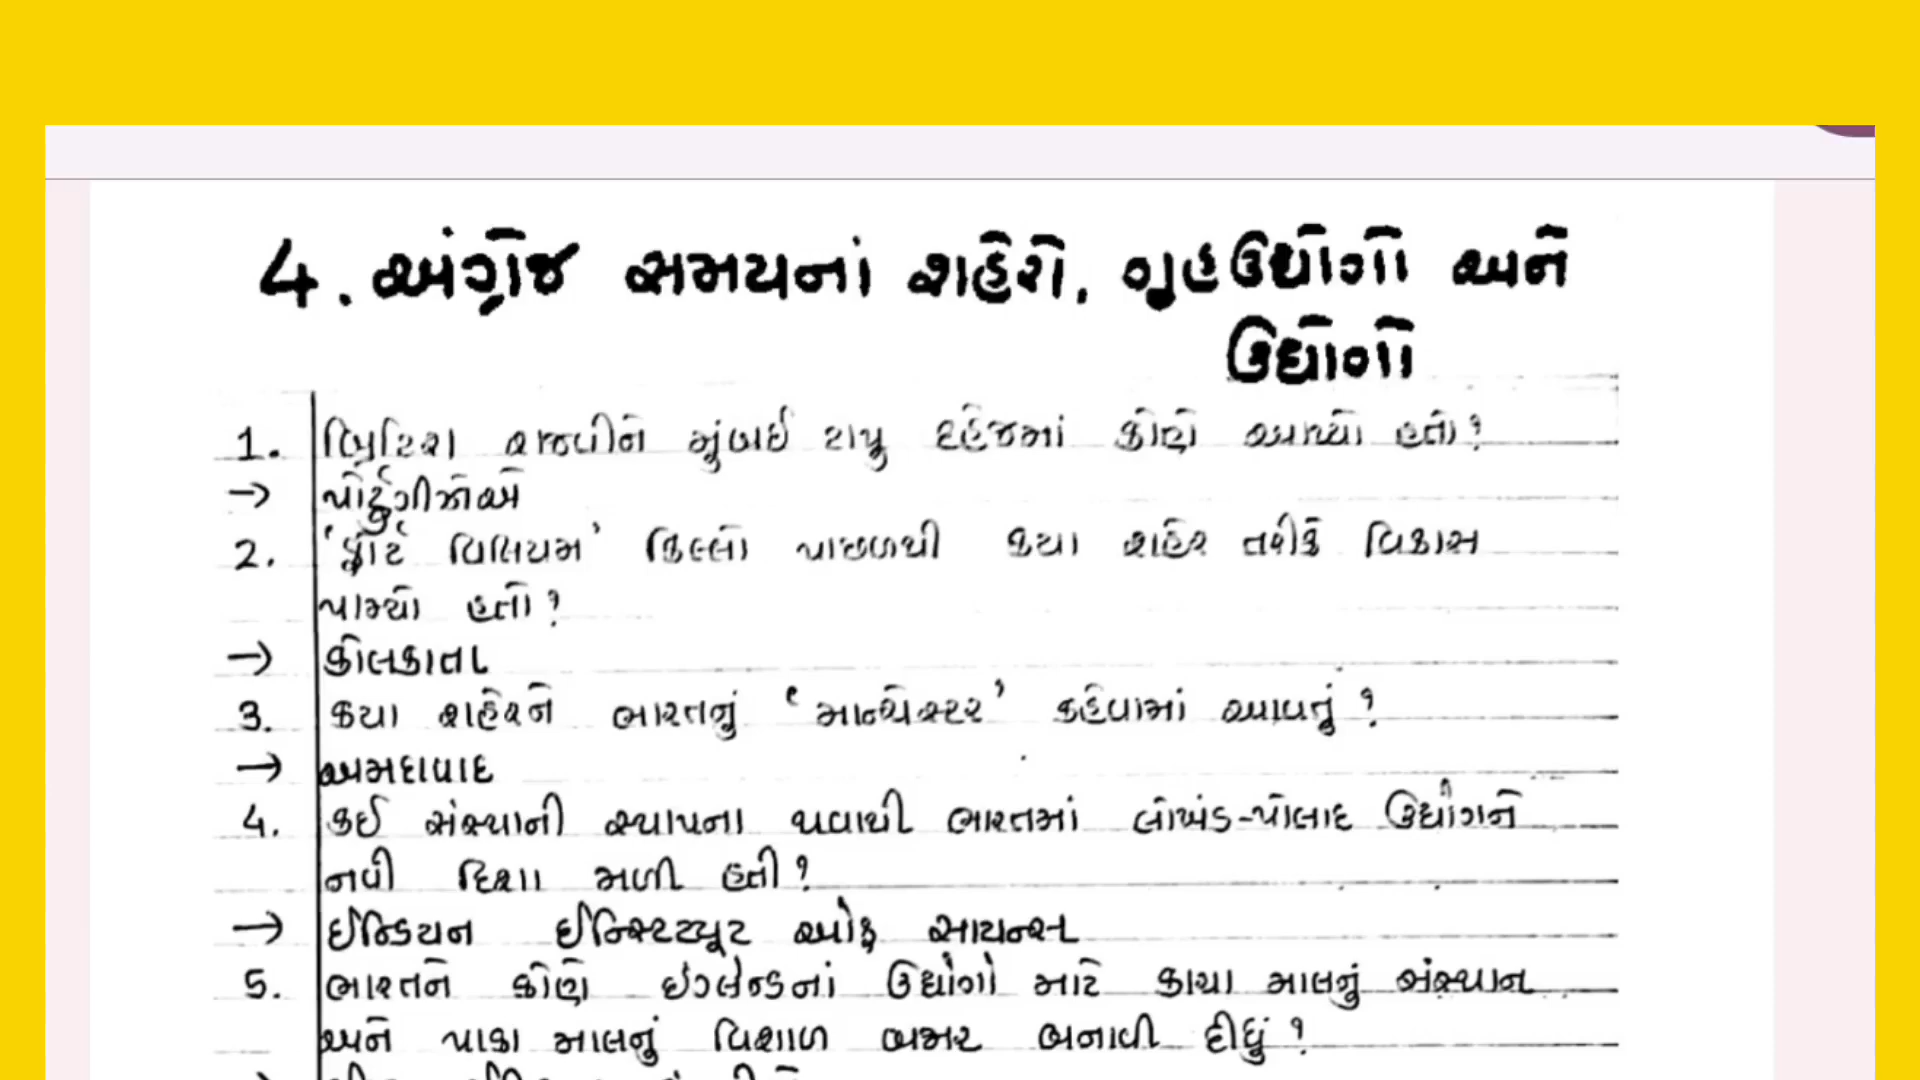 4. અંગ્રેજ સમયનાં શહેરો, ગૃહઉદ્યોગો અને
ઉદ્યોગો
1. બ્રિટિશ રાજવીને મુંબઈ ટાપુ દહેજમાં કોણે આપ્યો હતો?
→ પોર્ટુગીઝોએ
2. 'ફોર્ટ વિલિયમ' કિલ્લો પાછળથી કયા શહેર તરીકે વિકાસ
પામ્યો હતો?
→ કોલકાતા
3. કયા શહેરને ભારતનું 'માન્ચેસ્ટર' કહેવામાં આવતું?
→ અમદાવાદ
4. કઈ સંસ્થાની સ્થાપના થવાથી ભારતમાં લોખંડ-પોલાદ ઉદ્યોગને
નવી દિશા મળી હતી?
→ ઈન્ડિયન ઈન્સ્ટિટ્યૂટ ઓફ સાયન્સ
5. ભારતને કોણે ઇંગ્લેન્ડનાં ઉદ્યોગો માટે કાચા માલનું સંસ્થાન
અને પાકા માલનું વિશાળ બજાર બનાવી દીધું?